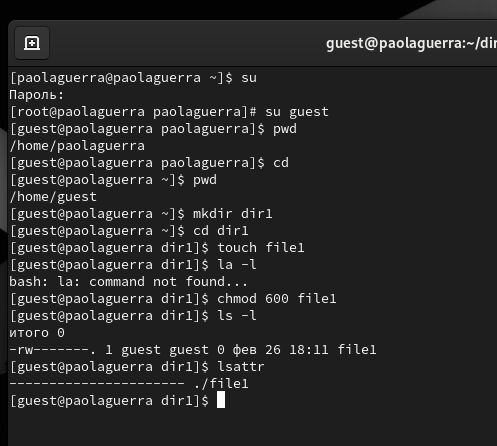 guest@paolaguerra:~/dir
[paolaguerra@paolaguerra ~]$ su
Пароль:
[root@paolaguerra paolaguerra]# su guest
[guest@paolaguerra paolaguerra]$ pwd
/home/paolaguerra
[guest@paolaguerra paolaguerra]$ cd
[guest@paolaguerra ~]$ pwd
/home/guest
[guest@paolaguerra ~]$ mkdir dir1
[guest@paolaguerra ~]$ cd dir1
[guest@paolaguerra dir1]$ touch file1
[guest@paolaguerra dir1]$ la -l
bash: la: command not found...
[guest@paolaguerra dir1]$ chmod 600 file1
[guest@paolaguerra dir1]$ ls -l
итого 0
-rw-------. 1 guest guest 0 фев 26 18:11 file1
[guest@paolaguerra dir1]$ lsattr
---------------------- ./file1
[guest@paolaguerra dir1]$